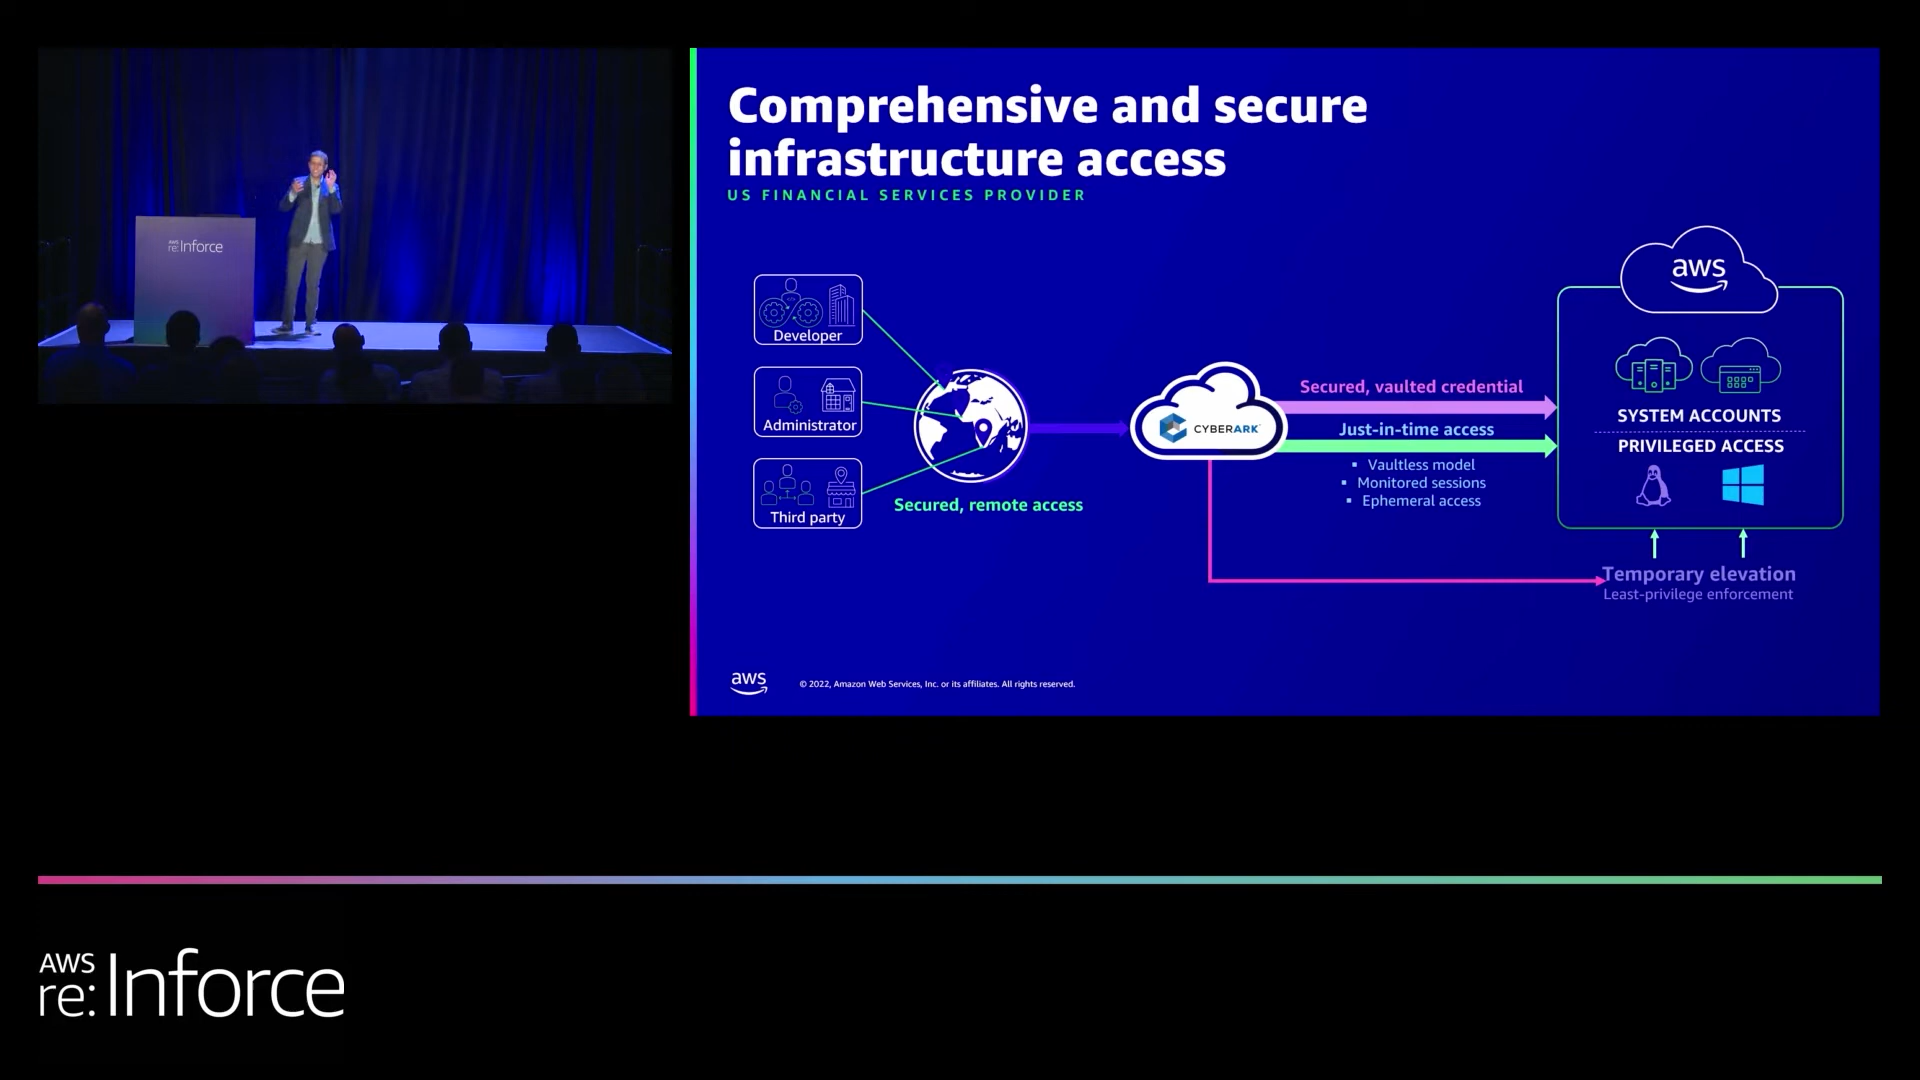 AWS
re:Inforce
Comprehensive and secure
infrastructure access
US FINANCIAL SERVICES PROVIDER
Developer
Administrator
Third party
Secured, remote access
CYBERARK
Secured, vaulted credential
Just-in-time access
▪ Vaultless model
▪ Monitored sessions
▪ Ephemeral access
aws
SYSTEM ACCOUNTS
PRIVILEGED ACCESS
Temporary elevation
Least-privilege enforcement
aws
© 2022, Amazon Web Services, Inc. or its affiliates. All rights reserved.
AWS
re:Inforce